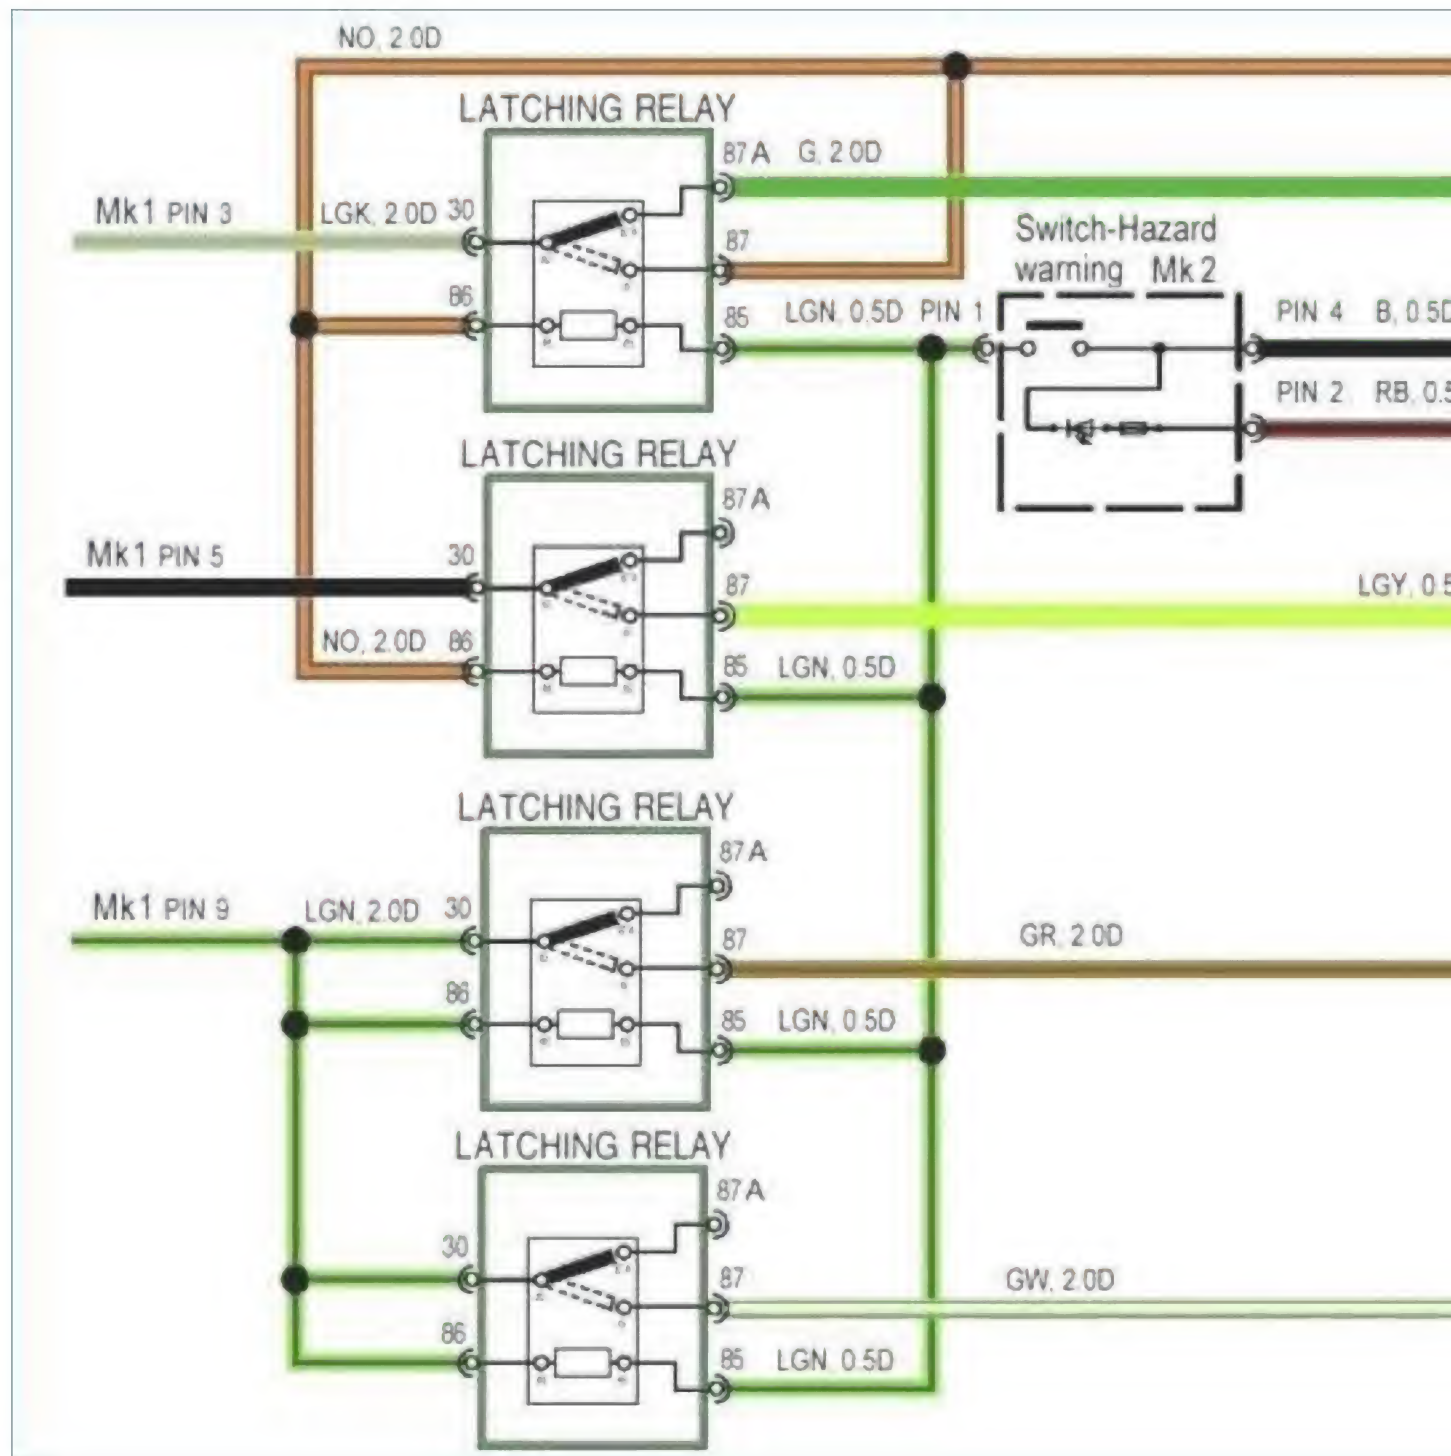 NO, 2.0D
LATCHING RELAY
87A G, 2.0D
Mk1 PIN 3 LGK, 2.0D 30
87
86
85 LGN, 0.5D PIN 1
Switch-Hazard
warning Mk2
PIN 4 B, 0.5D
PIN 2 RB, 0.5
LATCHING RELAY
87A
Mk1 PIN 5 30
87
LGY, 0.5
NO, 2.0D 86
85 LGN, 0.5D
LATCHING RELAY
87A
Mk1 PIN 9 LGN, 2.0D 30
87 GR, 2.0D
86
85 LGN, 0.5D
LATCHING RELAY
87A
30
87 GW, 2.0D
86
85 LGN, 0.5D